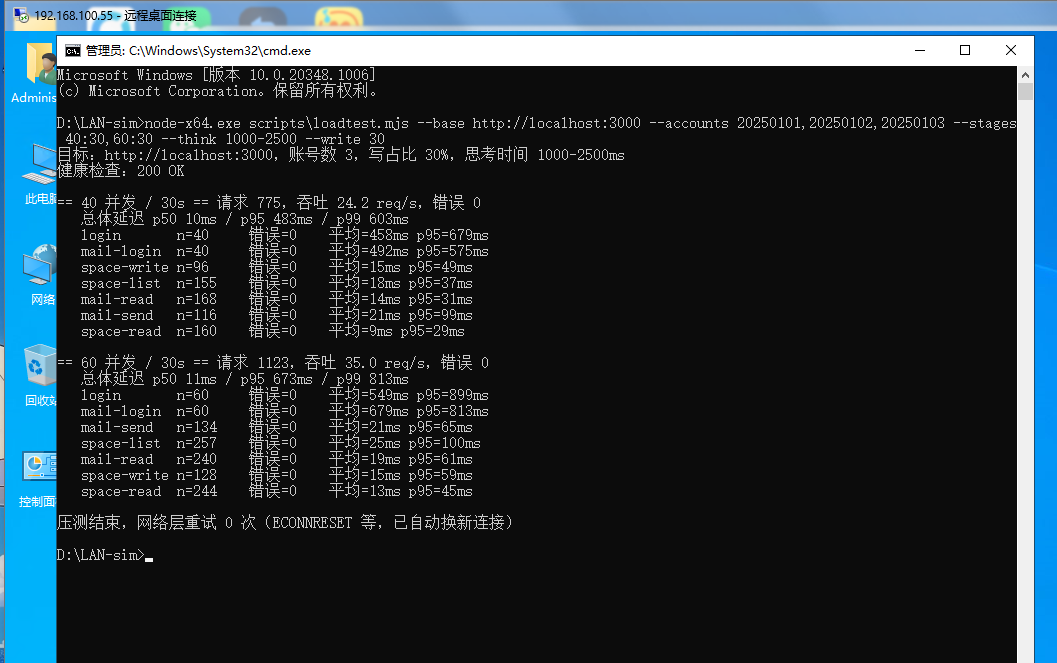 192.168.100.55 - 远程桌面连接
管理员: C:\Windows\System32\cmd.exe
Adminis
此电脑
网络
回收站
控制面
Microsoft Windows [版本 10.0.20348.1006]
(c) Microsoft Corporation。保留所有权利。
D:\LAN-sim>node-x64.exe scripts\loadtest.mjs --base http://localhost:3000 --accounts 20250101,20250102,20250103 --stages
40:30,60:30 --think 1000-2500 --write 30
目标: http://localhost:3000, 账号数 3, 写占比 30%, 思考时间 1000-2500ms
健康检查: 200 OK
== 40 并发 / 30s == 请求 775, 吞吐 24.2 req/s, 错误 0
总体延迟 p50 10ms / p95 483ms / p99 603ms
login n=40 错误=0 平均=458ms p95=679ms
mail-login n=40 错误=0 平均=492ms p95=575ms
space-write n=96 错误=0 平均=15ms p95=49ms
space-list n=155 错误=0 平均=18ms p95=37ms
mail-read n=168 错误=0 平均=14ms p95=31ms
mail-send n=116 错误=0 平均=21ms p95=99ms
space-read n=160 错误=0 平均=9ms p95=29ms
== 60 并发 / 30s == 请求 1123, 吞吐 35.0 req/s, 错误 0
总体延迟 p50 11ms / p95 673ms / p99 813ms
login n=60 错误=0 平均=549ms p95=899ms
mail-login n=60 错误=0 平均=679ms p95=813ms
mail-send n=134 错误=0 平均=21ms p95=65ms
space-list n=257 错误=0 平均=25ms p95=100ms
mail-read n=240 错误=0 平均=19ms p95=61ms
space-write n=128 错误=0 平均=15ms p95=59ms
space-read n=244 错误=0 平均=13ms p95=45ms
压测结束, 网络层重试 0 次 (ECONNRESET 等, 已自动换新连接)
D:\LAN-sim>